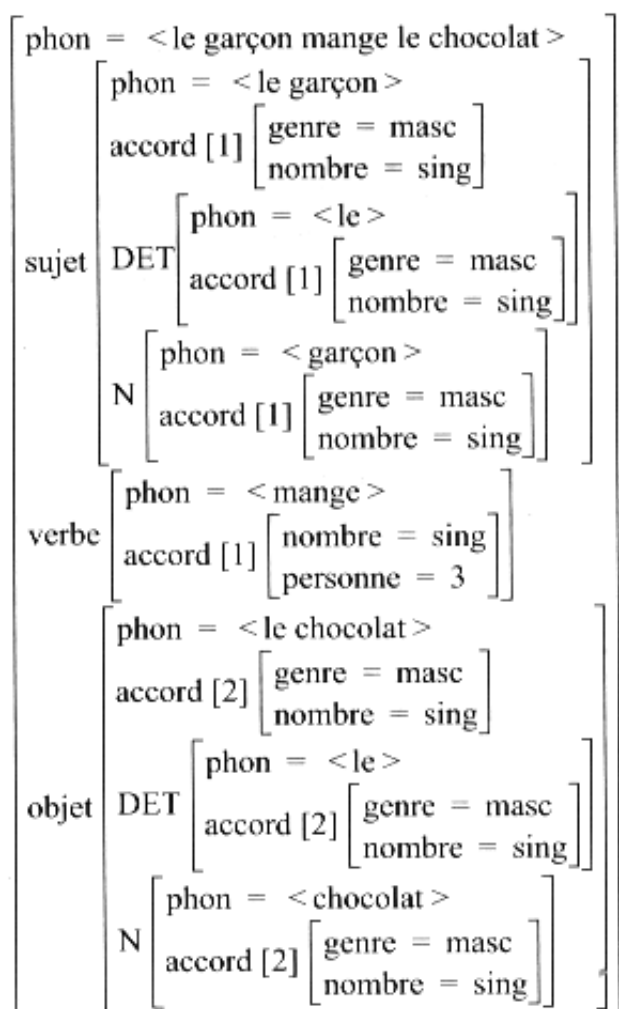 phon = <le garçon mange le chocolat>
phon = <le garçon>
accord [1] genre = masc
nombre = sing
phon = <le>
sujet DET accord [1] genre = masc
nombre = sing
phon = <garçon>
N accord [1] genre = masc
nombre = sing
phon = <mange>
verbe accord [1] nombre = sing
personne = 3
phon = <le chocolat>
accord [2] genre = masc
nombre = sing
phon = <le>
objet DET accord [2] genre = masc
nombre = sing
phon = <chocolat>
N accord [2] genre = masc
nombre = sing